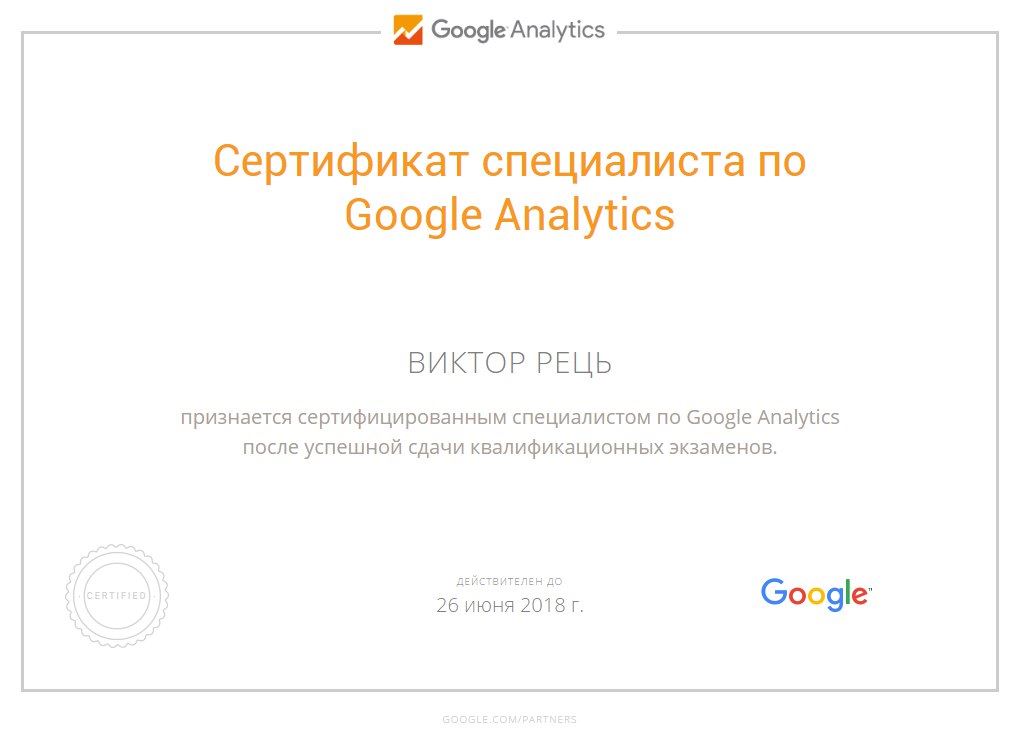 Google Analytics
Сертификат специалиста по
Google Analytics
ВИКТОР РЕЦЬ
признается сертифицированным специалистом по Google Analytics
после успешной сдачи квалификационных экзаменов.
CERTIFIED
ДЕЙСТВИТЕЛЕН ДО
26 июня 2018 г.
Google™
GOOGLE.COM/PARTNERS